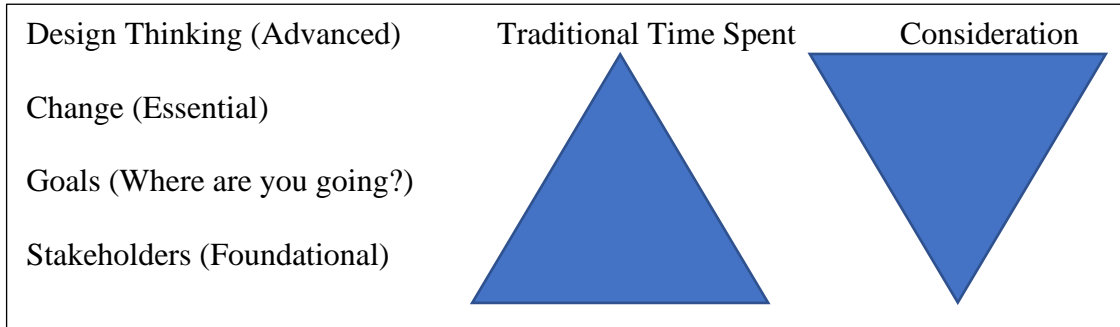 Design Thinking (Advanced) Traditional Time Spent Consideration
Change (Essential)
Goals (Where are you going?)
Stakeholders (Foundational)